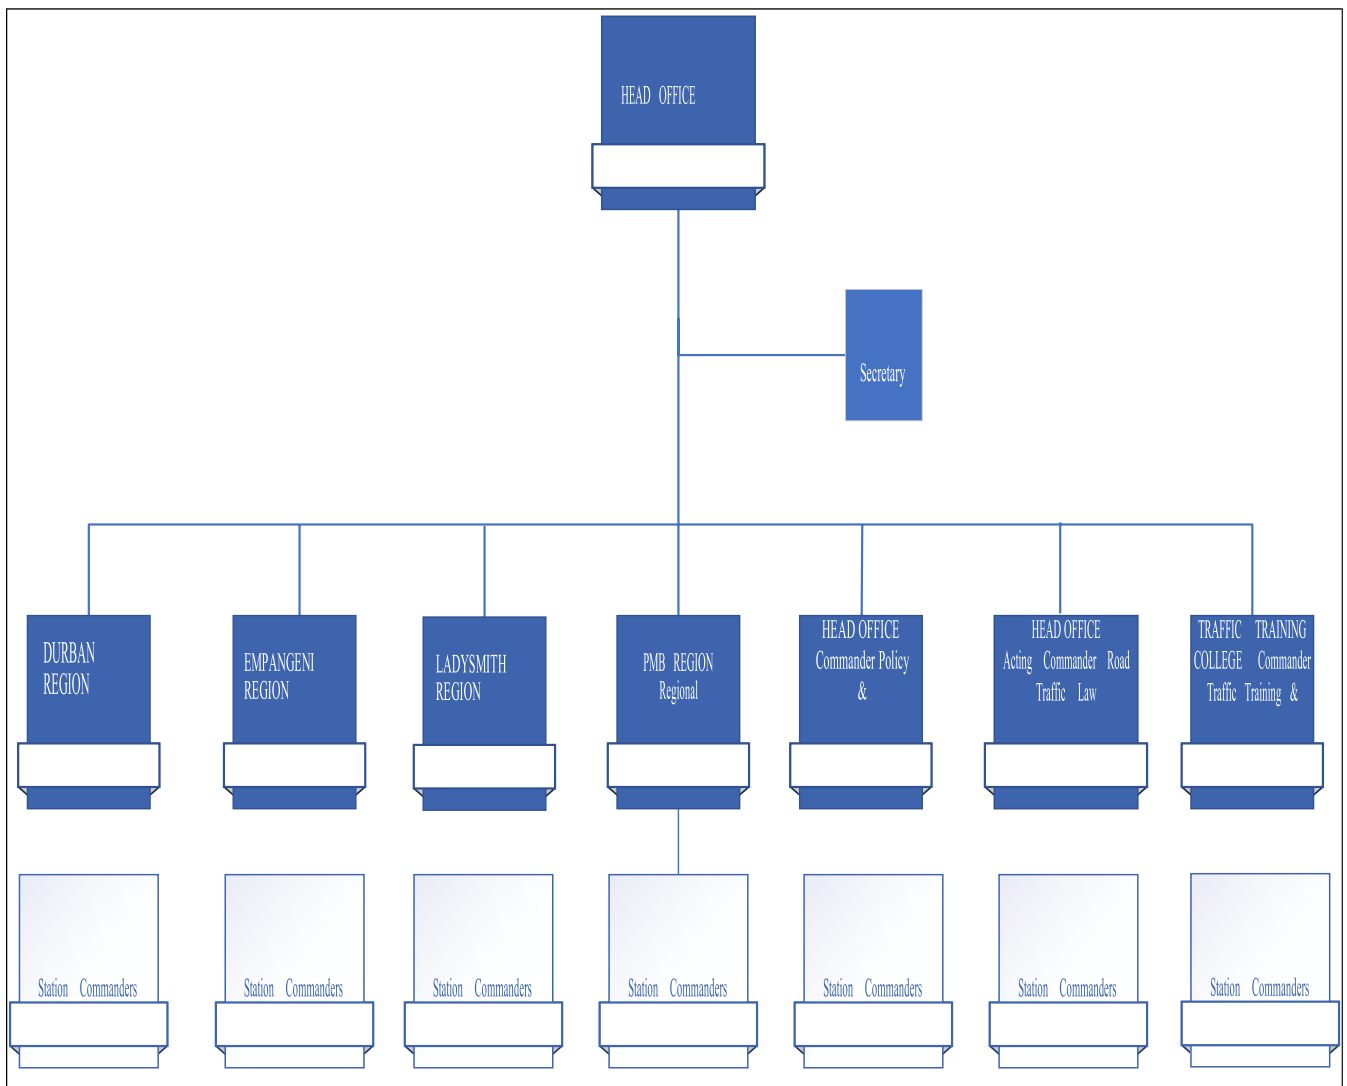 HEAD OFFICE
Secretary
DURBAN
REGION
EMPANGENI
REGION
LADYSMITH
REGION
PMB REGION
Regional
HEAD OFFICE
Commander Policy
&
HEAD OFFICE
Acting Commander Road
Traffic Law
TRAFFIC TRAINING
COLLEGE Commander
Traffic Training &
Station Commanders
Station Commanders
Station Commanders
Station Commanders
Station Commanders
Station Commanders
Station Commanders